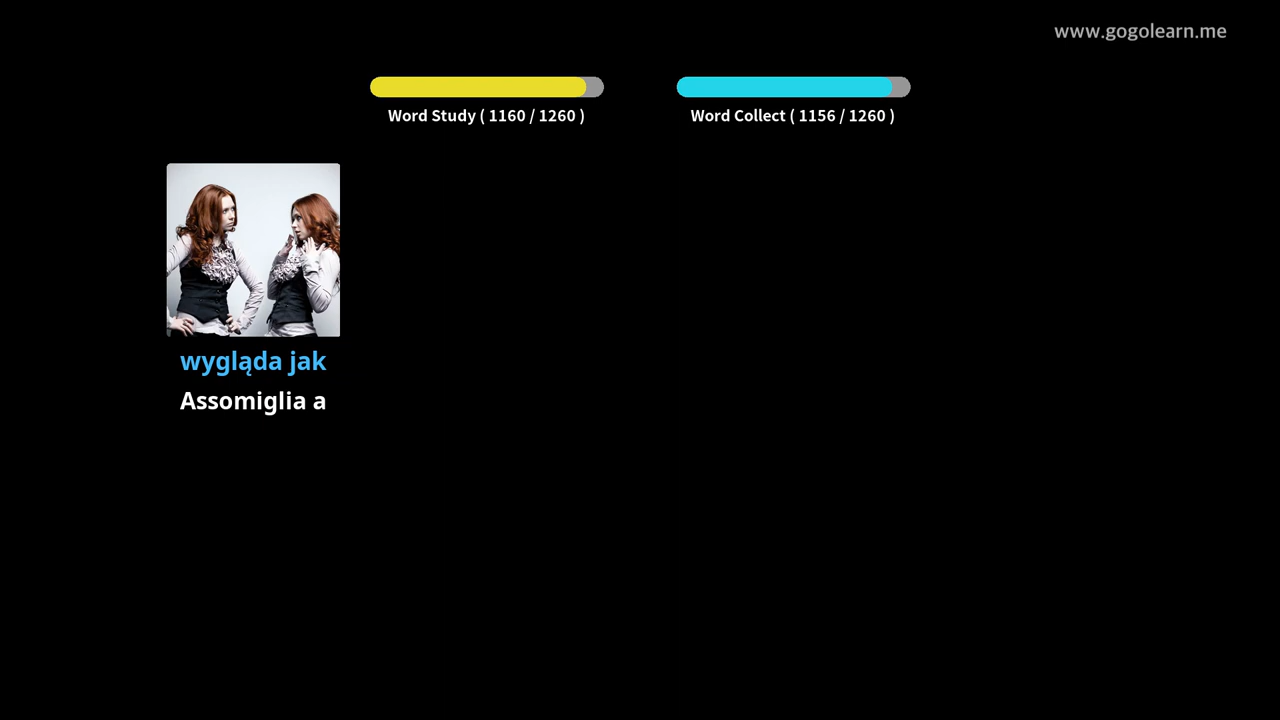 www.gogolearn.me
Word Study ( 1160 / 1260 )
Word Collect ( 1156 / 1260 )
wygląda jak
Assomiglia a